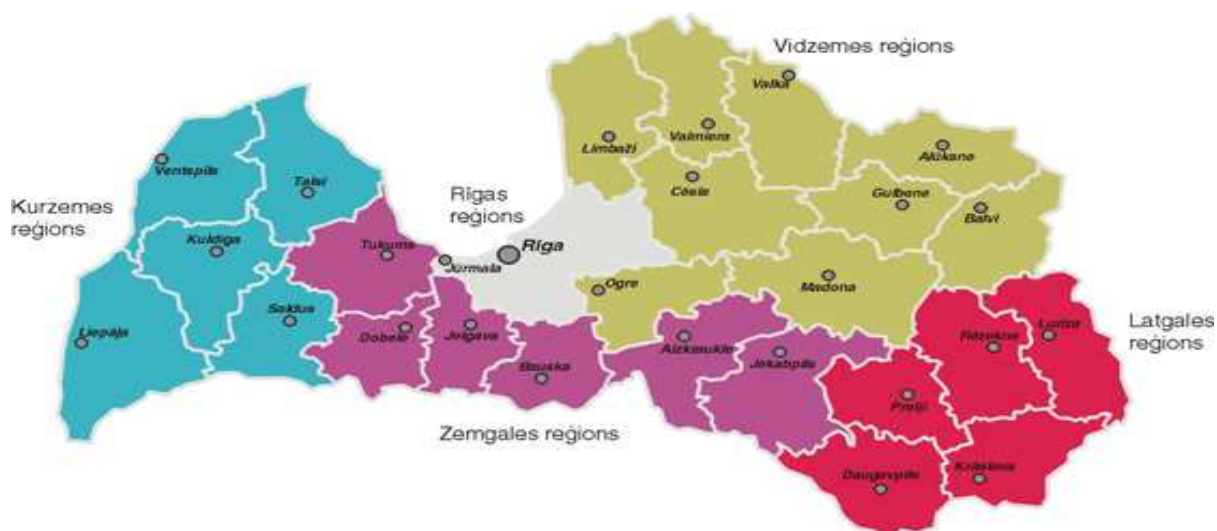 Vidzemes reģions
Valka
Valmiera
Limbaži
Alūksne
Ventspils
Talsi
Cēsis
Gulbene
Balvi
Kurzemes
reģions
Rīgas
reģions
Kuldīga
Tukums
Rīga
Jūrmala
Ogre
Madona
Saldus
Liepāja
Dobele
Jelgava
Bauska
Aizkraukle
Jēkabpils
Rēzekne
Ludza
Latgales
reģions
Preiļi
Zemgales reģions
Daugavpils
Krāslava